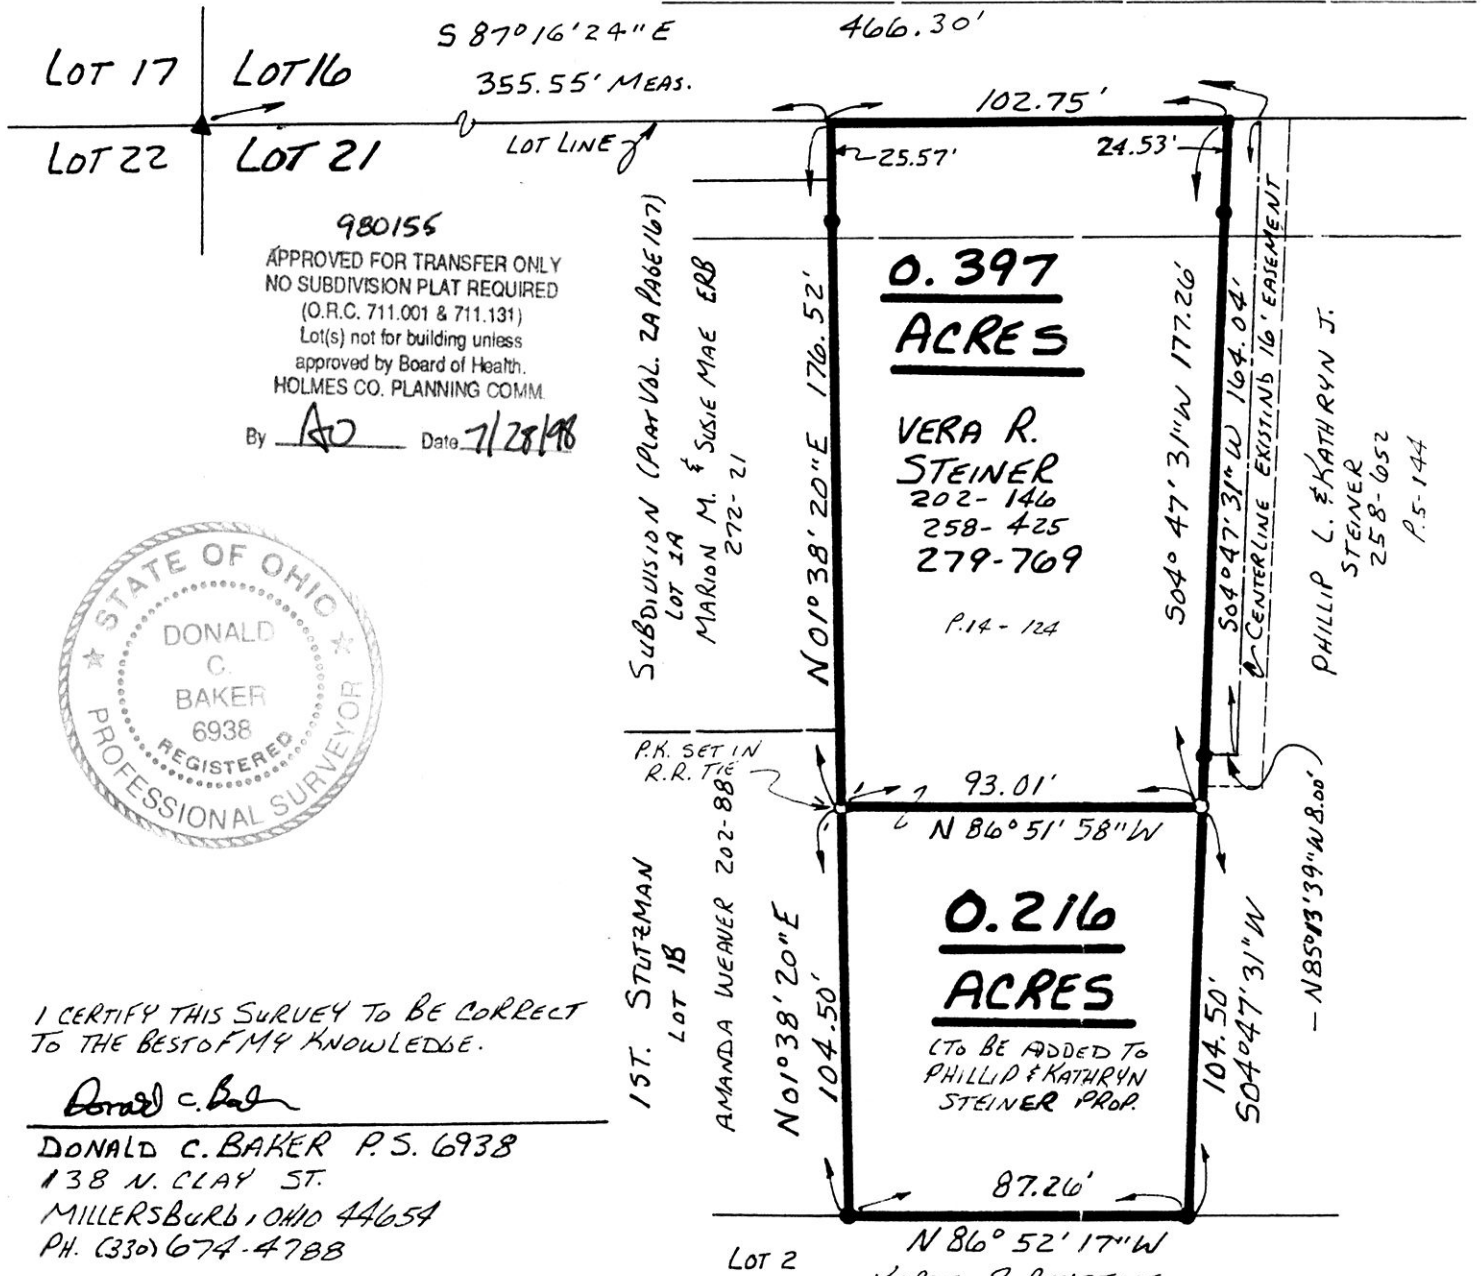 S 87° 16' 24" E
466.30'
355.55' MEAS.
LOT 17
LOT 16
LOT 22
LOT 21
LOT LINE
102.75'
25.57'
24.53'
980155
APPROVED FOR TRANSFER ONLY
NO SUBDIVISION PLAT REQUIRED
(O.R.C. 711.001 & 711.131)
Lot(s) not for building unless
approved by Board of Health.
HOLMES CO. PLANNING COMM.
By AO Date 7/28/98
STATE OF OHIO
DONALD
C.
BAKER
6938
REGISTERED
PROFESSIONAL SURVEYOR
SUBDIVISION (PLAT VOL. 2A PAGE 167)
LOT 1A
MARION M. & SUSIE MAE ERB
272-21
N 01° 38' 20" E 176.52'
0.397
ACRES
VERA R.
STEINER
202-146
258-425
279-769
P.14-124
S04° 47' 31" W 177.26'
S04° 47' 31" W 164.04'
CENTERLINE EXISTING 16' EASEMENT
PHILLIP L. & KATHRYN J.
STEINER
258-652
P.5-144
P.K. SET IN
R.R. TIE
93.01'
N 86° 51' 58" W
N85°13'39"W 8.00'
1ST. STUTZMAN
LOT 1B
AMANDA WEAVER 202-88
N01° 38' 20" E
104.50'
0.216
ACRES
(TO BE ADDED TO
PHILLIP & KATHRYN
STEINER PROP.
104.50'
S04° 47' 31" W
87.26'
N 86° 52' 17" W
LOT 2
I CERTIFY THIS SURVEY TO BE CORRECT
TO THE BEST OF MY KNOWLEDGE.
Donald C. Baker
DONALD C. BAKER P.S. 6938
138 N. CLAY ST.
MILLERSBURG, OHIO 44654
PH. (330) 674-4788